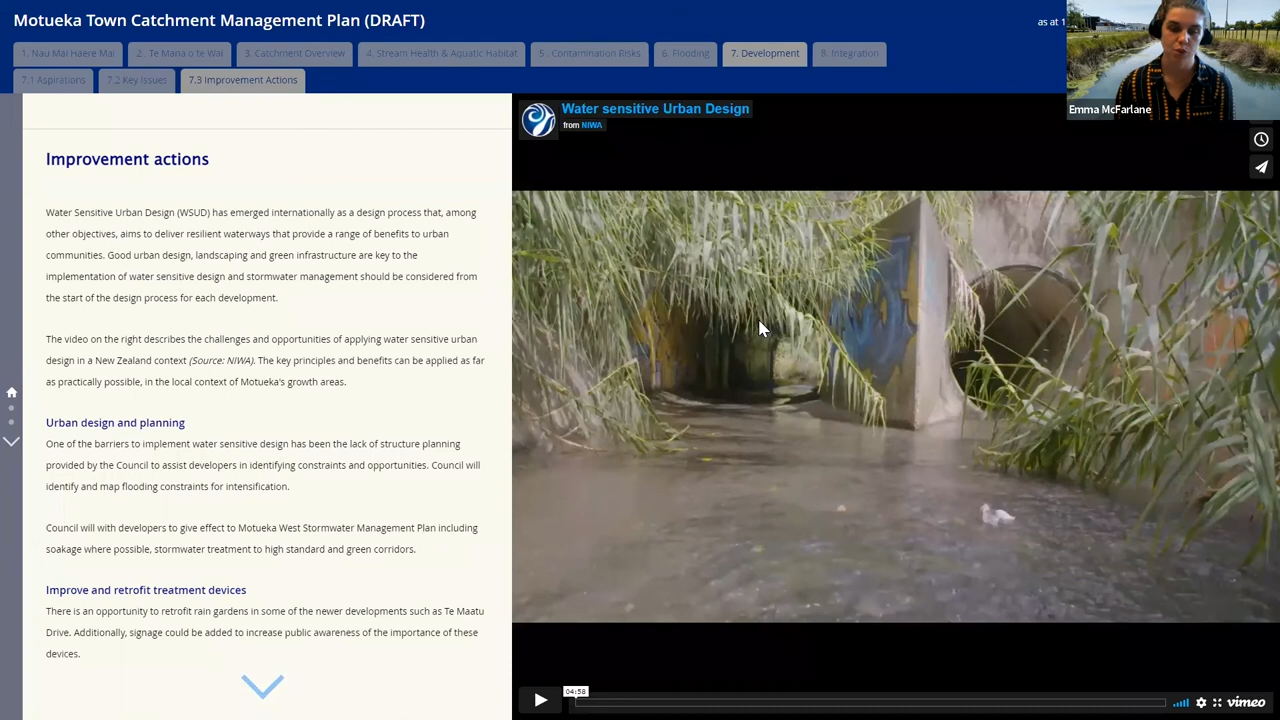 Motueka Town Catchment Management Plan (DRAFT)
as at 1
1. Nau Mai Haere Mai
2. Te Mana o te Wai
3. Catchment Overview
4. Stream Health & Aquatic Habitat
5. Contamination Risks
6. Flooding
7. Development
8. Integration
7.1 Aspirations
7.2 Key Issues
7.3 Improvement Actions
Emma McFarlane
Improvement actions
Water Sensitive Urban Design (WSUD) has emerged internationally as a design process that, among
other objectives, aims to deliver resilient waterways that provide a range of benefits to urban
communities. Good urban design, landscaping and green infrastructure are key to the
implementation of water sensitive design and stormwater management should be considered from
the start of the design process for each development.
The video on the right describes the challenges and opportunities of applying water sensitive urban
design in a New Zealand context (Source: NIWA). The key principles and benefits can be applied as far
as practically possible, in the local context of Motueka's growth areas.
Urban design and planning
One of the barriers to implement water sensitive design has been the lack of structure planning
provided by the Council to assist developers in identifying constraints and opportunities. Council will
identify and map flooding constraints for intensification.
Council will with developers to give effect to Motueka West Stormwater Management Plan including
soakage where possible, stormwater treatment to high standard and green corridors.
Improve and retrofit treatment devices
There is an opportunity to retrofit rain gardens in some of the newer developments such as Te Maatu
Drive. Additionally, signage could be added to increase public awareness of the importance of these
devices.
Water sensitive Urban Design
from NIWA
04:58
vimeo